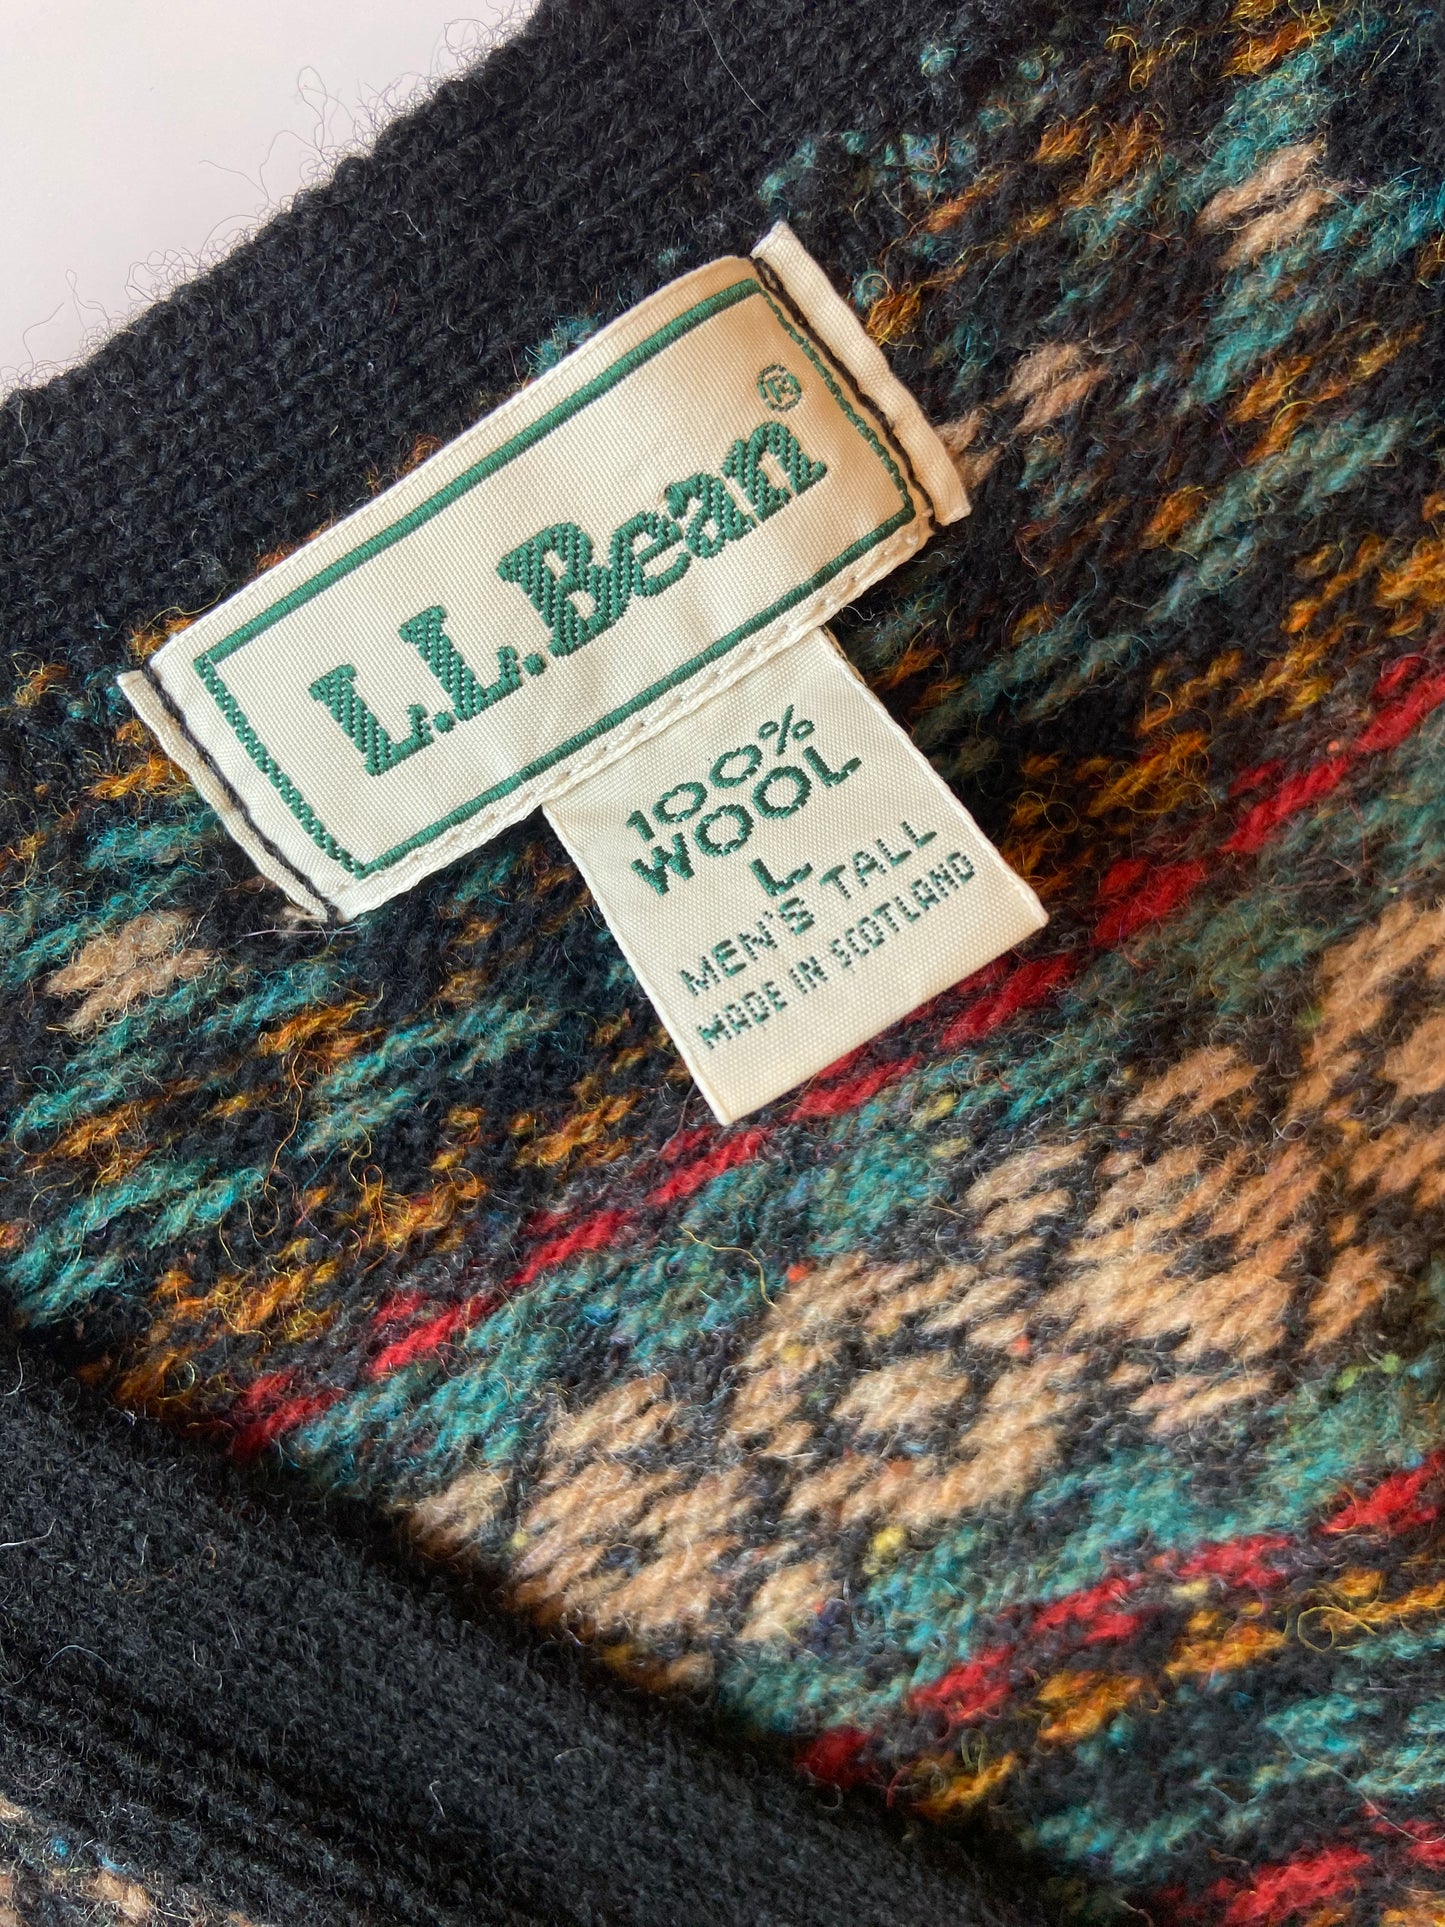 L.L.Bean®
100%
WOOL
L
MEN'S TALL
MADE IN SCOTLAND